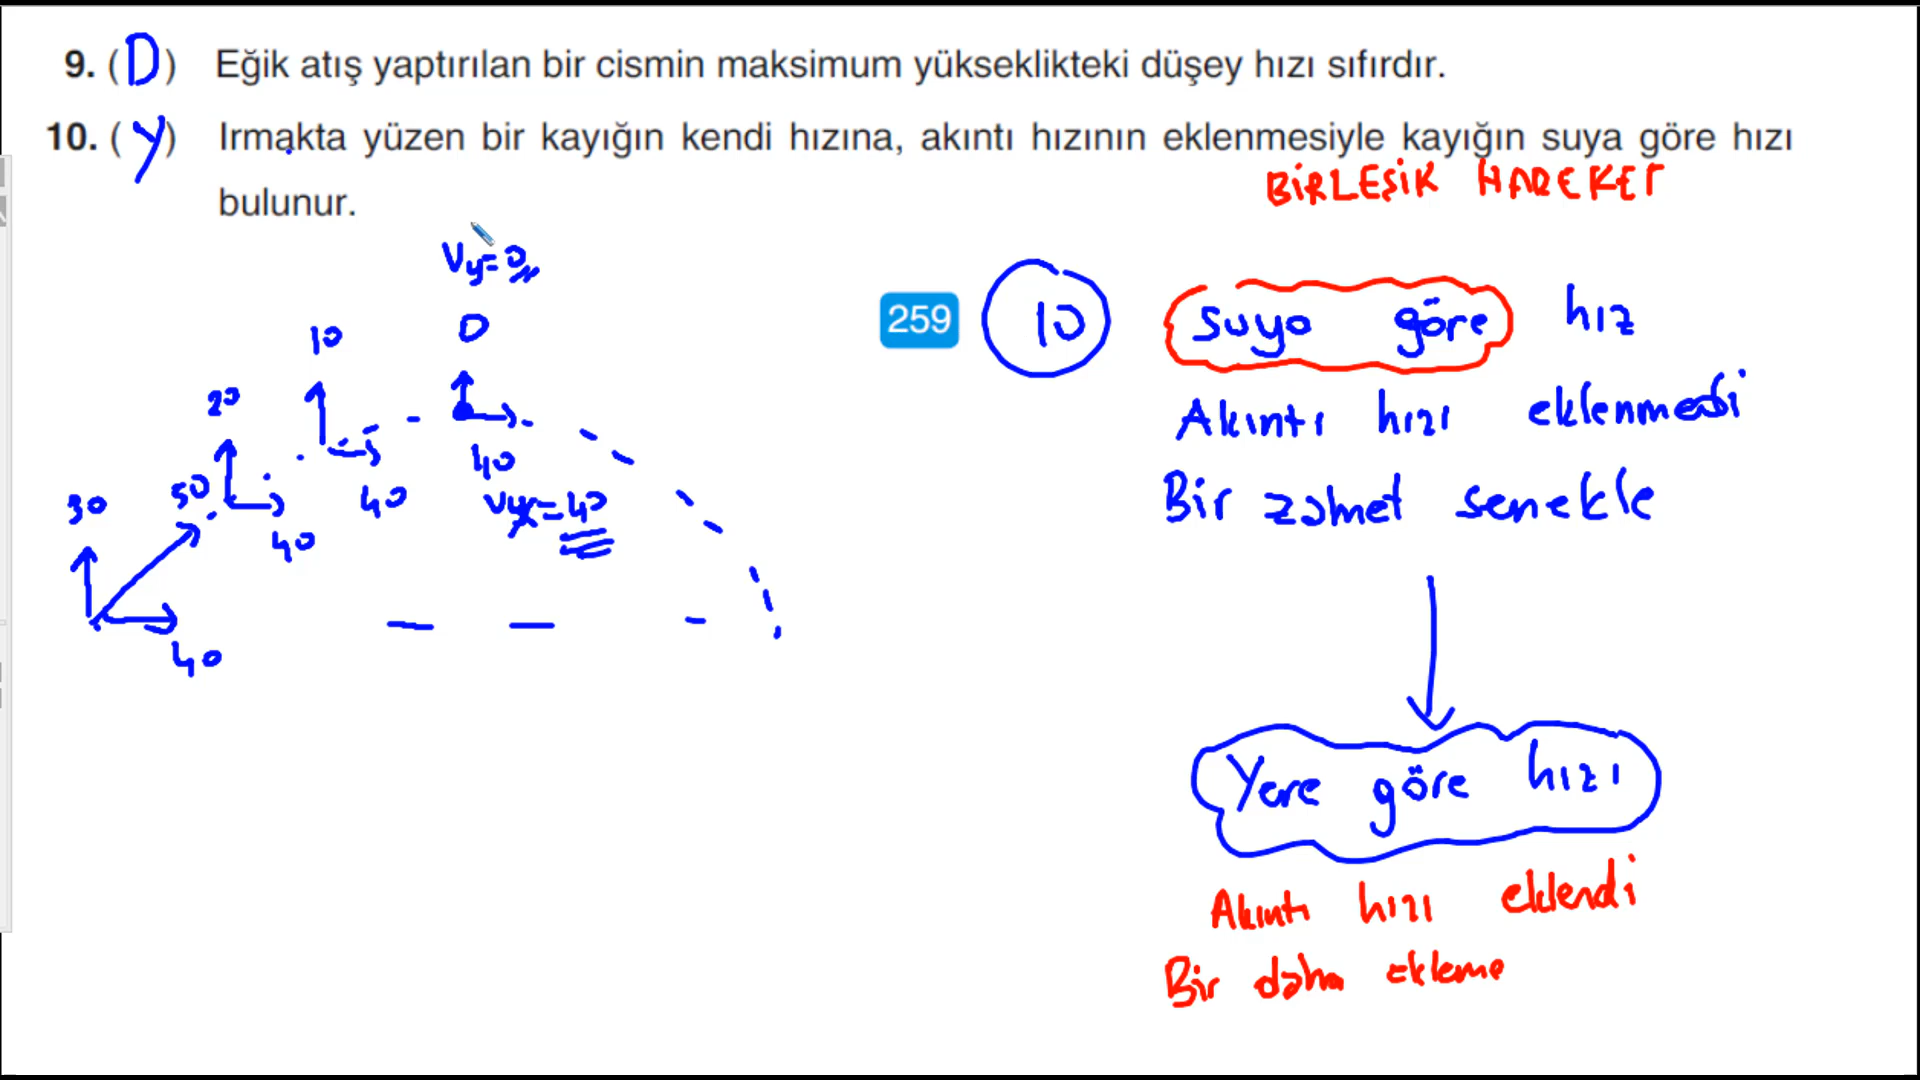 9. (D) Eğik atış yaptırılan bir cismin maksimum yükseklikteki düşey hızı sıfırdır.
10. (Y) Irmakta yüzen bir kayığın kendi hızına, akıntı hızının eklenmesiyle kayığın suya göre hızı
bulunur.
BİRLEŞİK HAREKET
Vy=0
259
10
suya göre hız
0
10
20
Akıntı hızı eklenmedi
40
50
40
Vx=40
Bir zahmet sen ekle
30
40
40
Yere göre hızı
Akıntı hızı eklendi
Bir daha ekleme